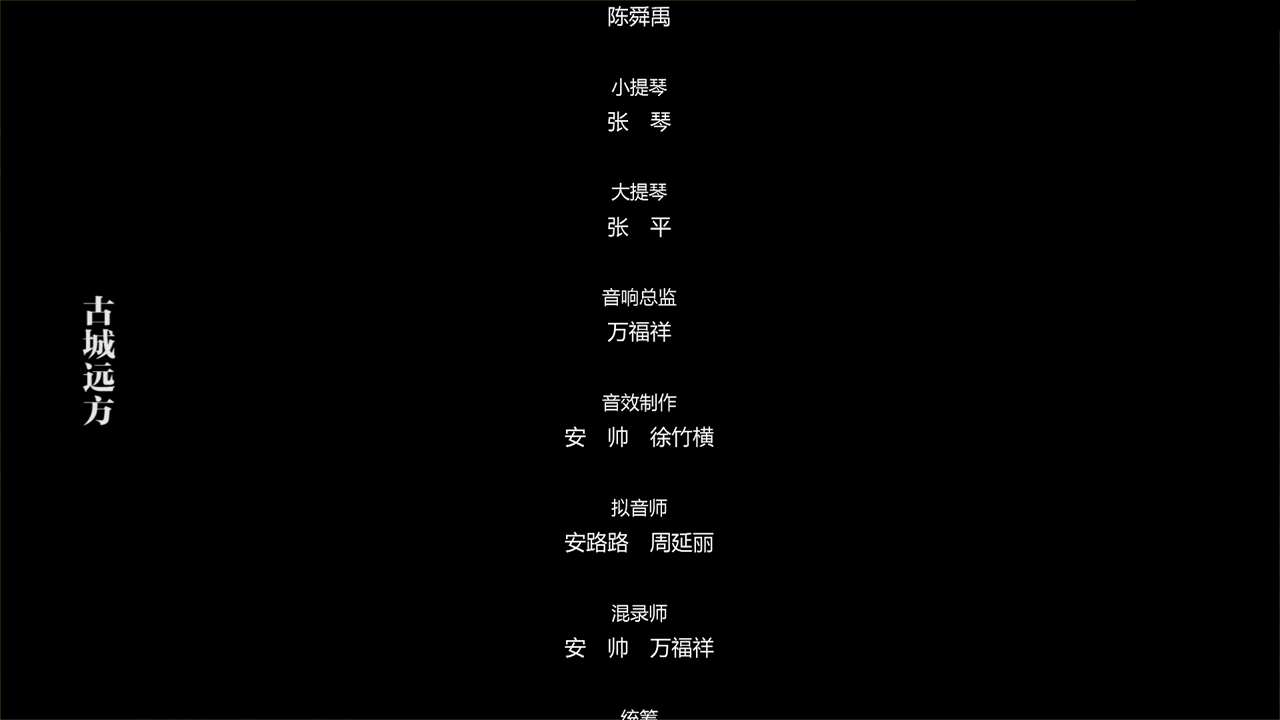 陈舜禹
小提琴
张　琴
大提琴
张　平
音响总监
万福祥
音效制作
安　帅　徐竹横
拟音师
安路路　周延丽
混录师
安　帅　万福祥
统筹
古城远方